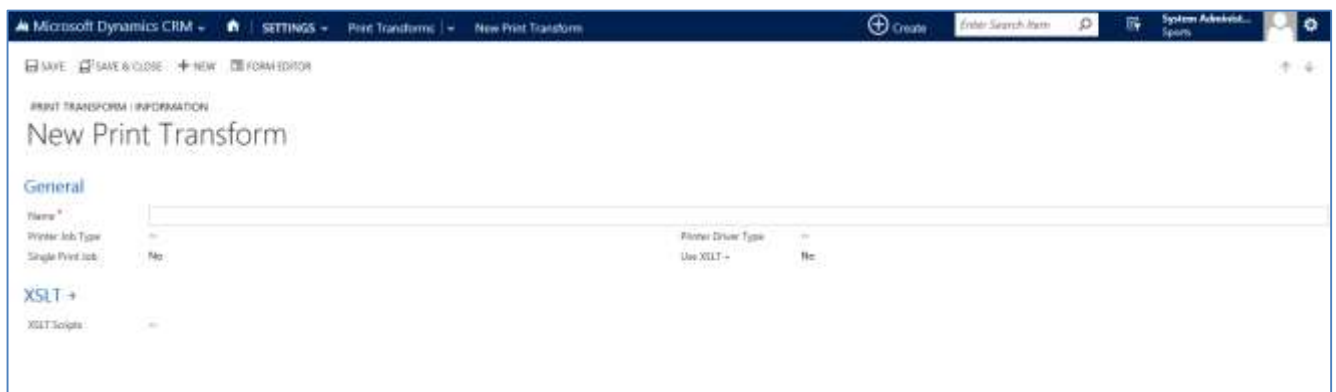 Microsoft Dynamics CRM SETTINGS Print Transforms New Print Transform Create Enter Search Item System Administ...
Sports
SAVE SAVE & CLOSE + NEW FORM EDITOR
PRINT TRANSFORM : INFORMATION
New Print Transform
General
Name *
Printer Job Type -- Printer Driver Type --
Single Print Job No Use XSLT No
XSLT
XSLT Scripts --